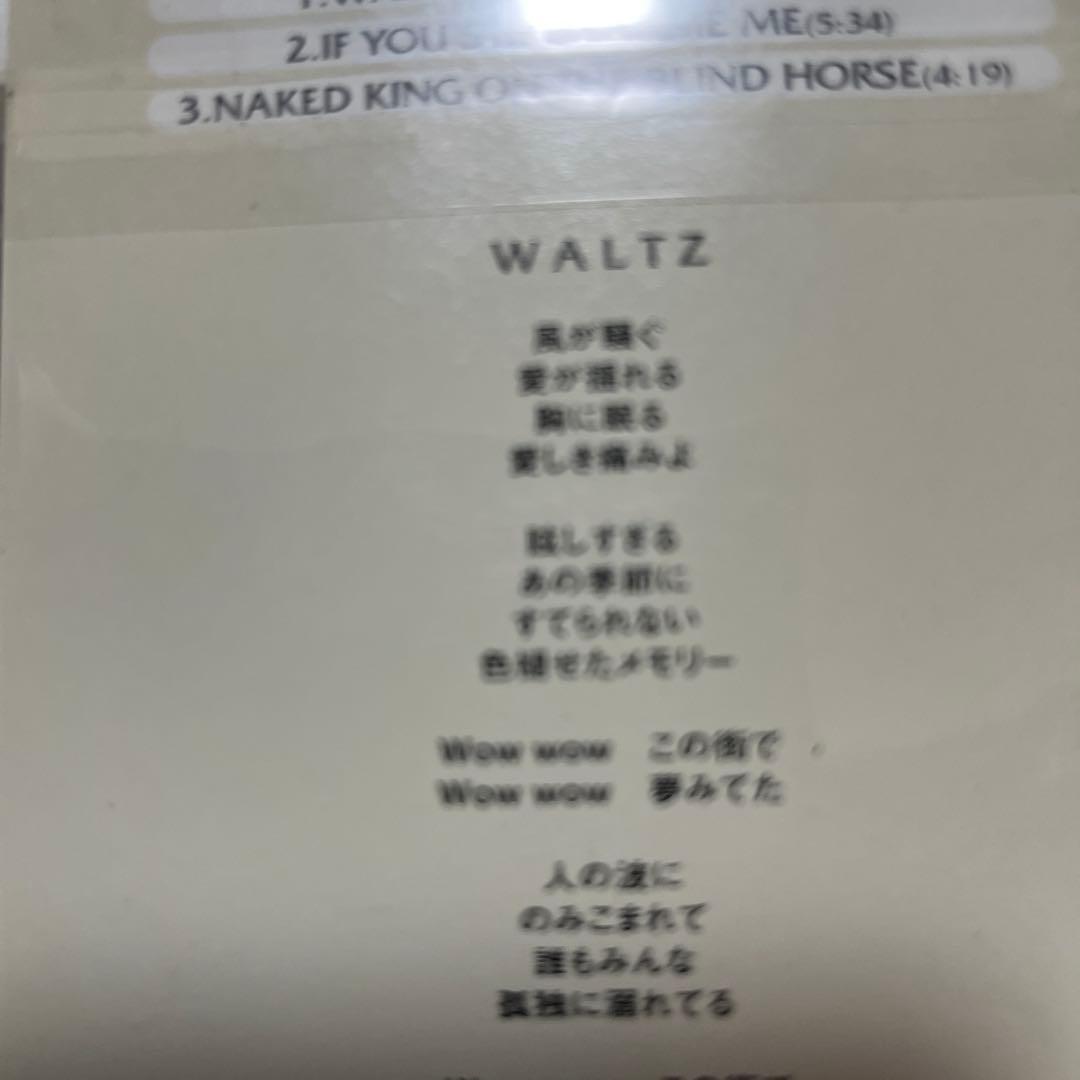 2.IF YOU ME(5:34)
3.NAKED KING BLIND HORSE(4:19)
WALTZ
風が騒ぐ
愛が揺れる
胸に眠る
愛しき痛みよ
眩しすぎる
あの季節に
すてられない
色褪せたメモリー
Wow wow この街で
Wow wow 夢みてた
人の波に
のみこまれて
誰もみんな
孤独に溺れてる